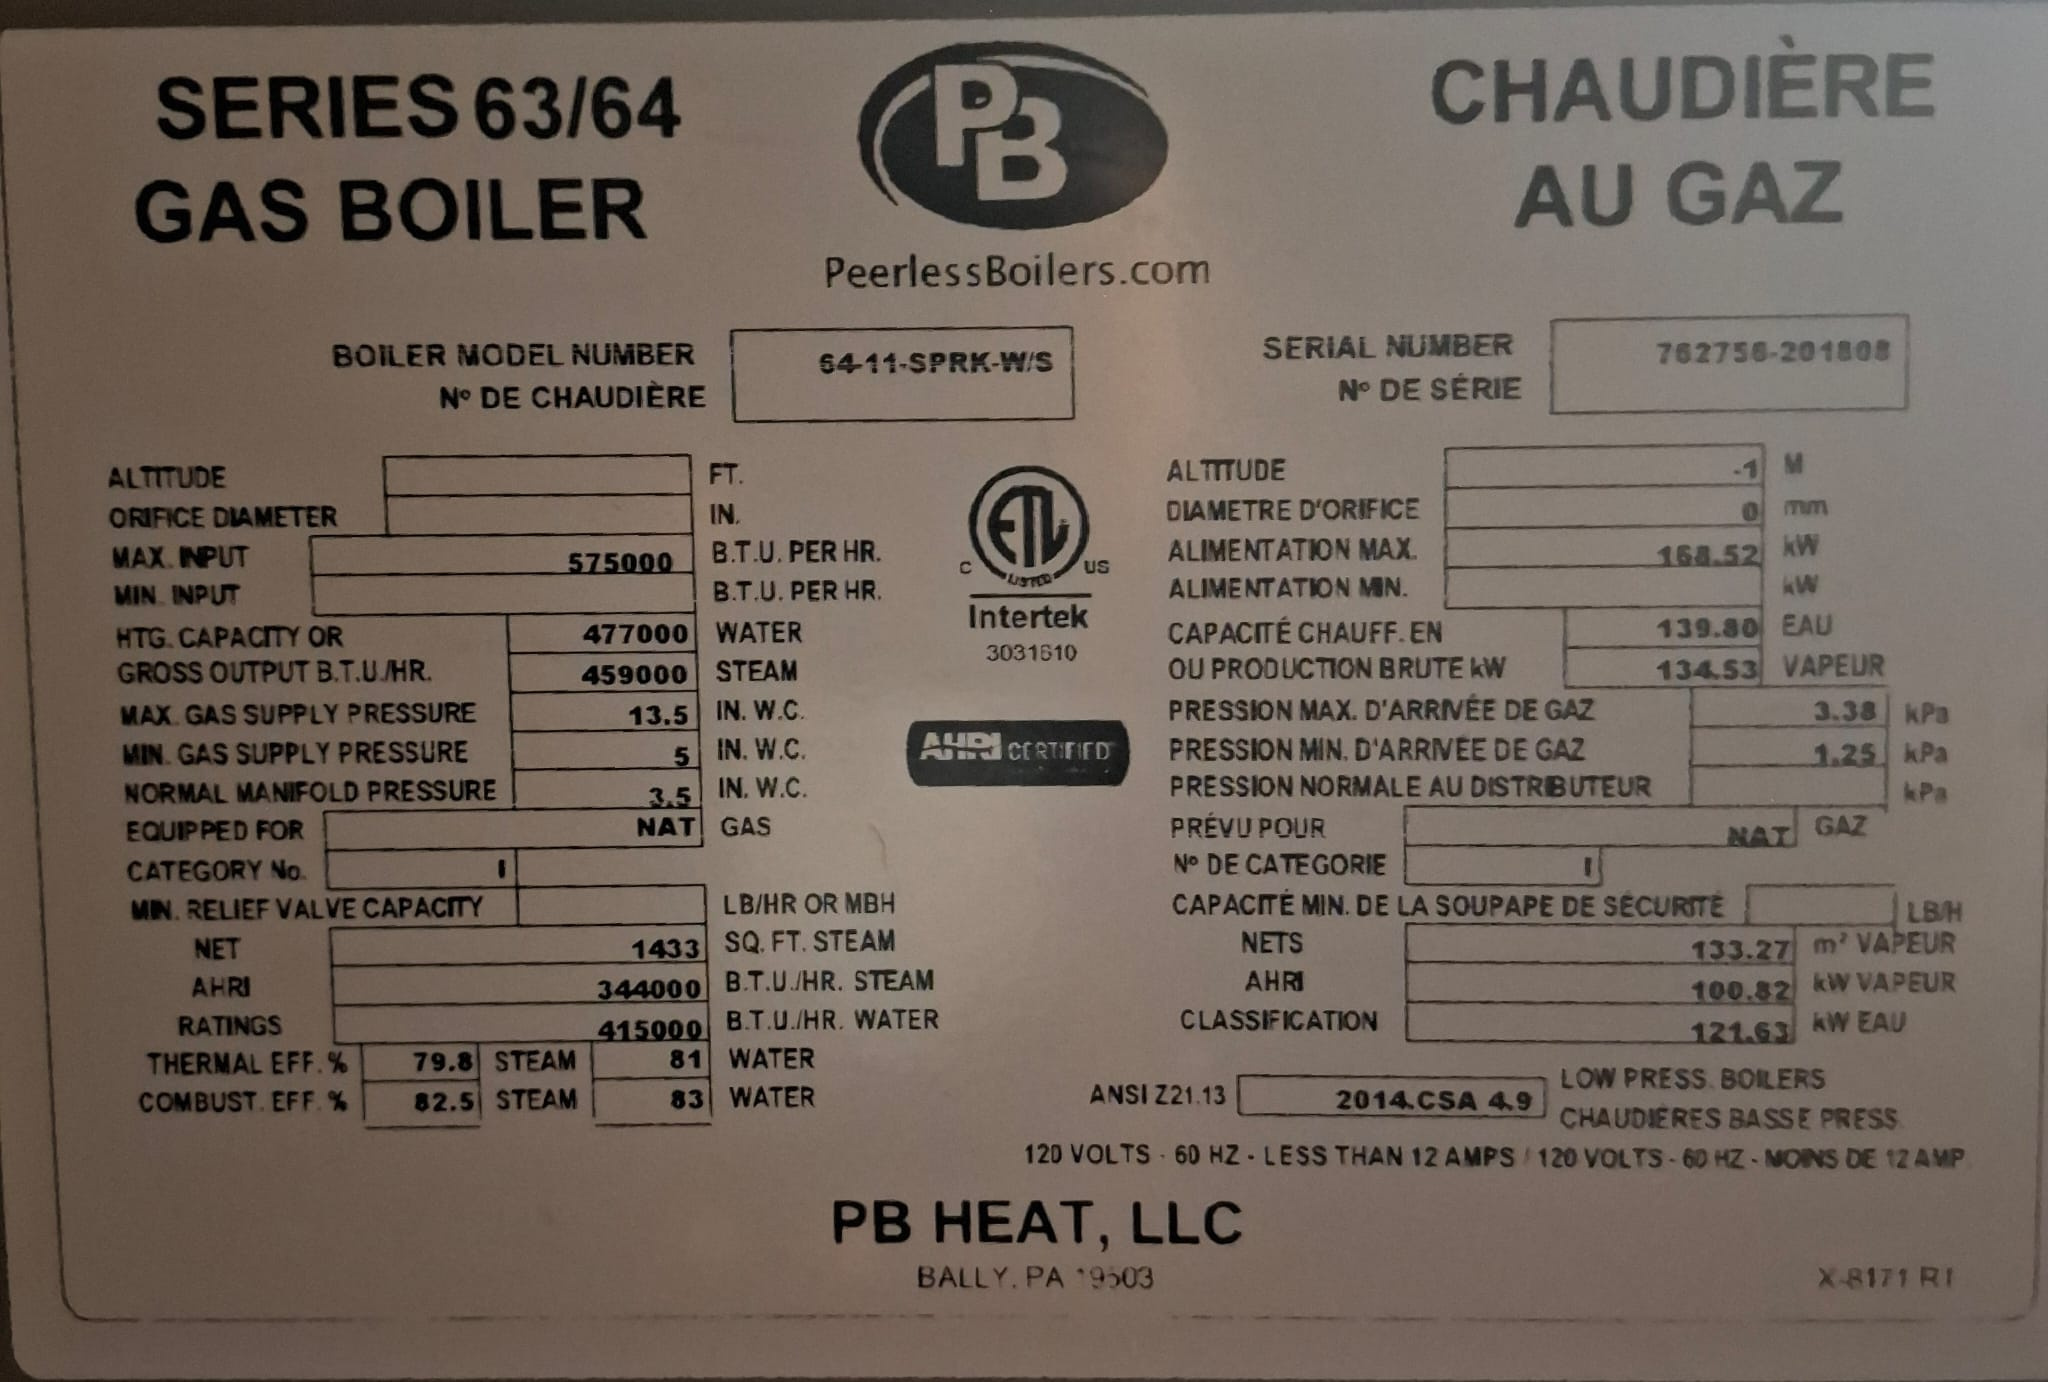 SERIES 63/64
GAS BOILER
PB
PeerlessBoilers.com
CHAUDIÈRE
AU GAZ
BOILER MODEL NUMBER
Nº DE CHAUDIÈRE
64-11-SPRK-W/S
SERIAL NUMBER
Nº DE SÉRIE
762756-201808
ALTITUDE FT.
ORIFICE DIAMETER IN.
MAX. INPUT 575000 B.T.U. PER HR.
MIN. INPUT B.T.U. PER HR.
HTG. CAPACITY OR 477000 WATER
GROSS OUTPUT B.T.U./HR. 459000 STEAM
MAX. GAS SUPPLY PRESSURE 13.5 IN. W.C.
MIN. GAS SUPPLY PRESSURE 5 IN. W.C.
NORMAL MANIFOLD PRESSURE 3.5 IN. W.C.
EQUIPPED FOR NAT GAS
CATEGORY No. I
MIN. RELIEF VALVE CAPACITY LB/HR OR MBH
NET 1433 SQ. FT. STEAM
AHRI 344000 B.T.U./HR. STEAM
RATINGS 415000 B.T.U./HR. WATER
THERMAL EFF. % 79.8 STEAM 81 WATER
COMBUST. EFF. % 82.5 STEAM 83 WATER
ETL
C LISTED US
Intertek
3031610
AHRI CERTIFIED
ALTITUDE -1 M
DIAMETRE D'ORIFICE 0 mm
ALIMENTATION MAX. 168.52 kW
ALIMENTATION MIN. kW
CAPACITÉ CHAUFF. EN 139.80 EAU
OU PRODUCTION BRUTE kW 134.53 VAPEUR
PRESSION MAX. D'ARRIVÉE DE GAZ 3.38 kPa
PRESSION MIN. D'ARRIVÉE DE GAZ 1.25 kPa
PRESSION NORMALE AU DISTRIBUTEUR kPa
PRÉVU POUR NAT GAZ
Nº DE CATEGORIE I
CAPACITÉ MIN. DE LA SOUPAPE DE SÉCURITÉ LB/H
NETS 133.27 m² VAPEUR
AHRI 100.82 kW VAPEUR
CLASSIFICATION 121.63 kW EAU
ANSI Z21.13 2014.CSA 4.9 LOW PRESS. BOILERS
CHAUDIÈRES BASSE PRESS.
120 VOLTS - 60 HZ - LESS THAN 12 AMPS / 120 VOLTS - 60 HZ - MOINS DE 12 AMP
PB HEAT, LLC
BALLY, PA 19503
X-8171 R1